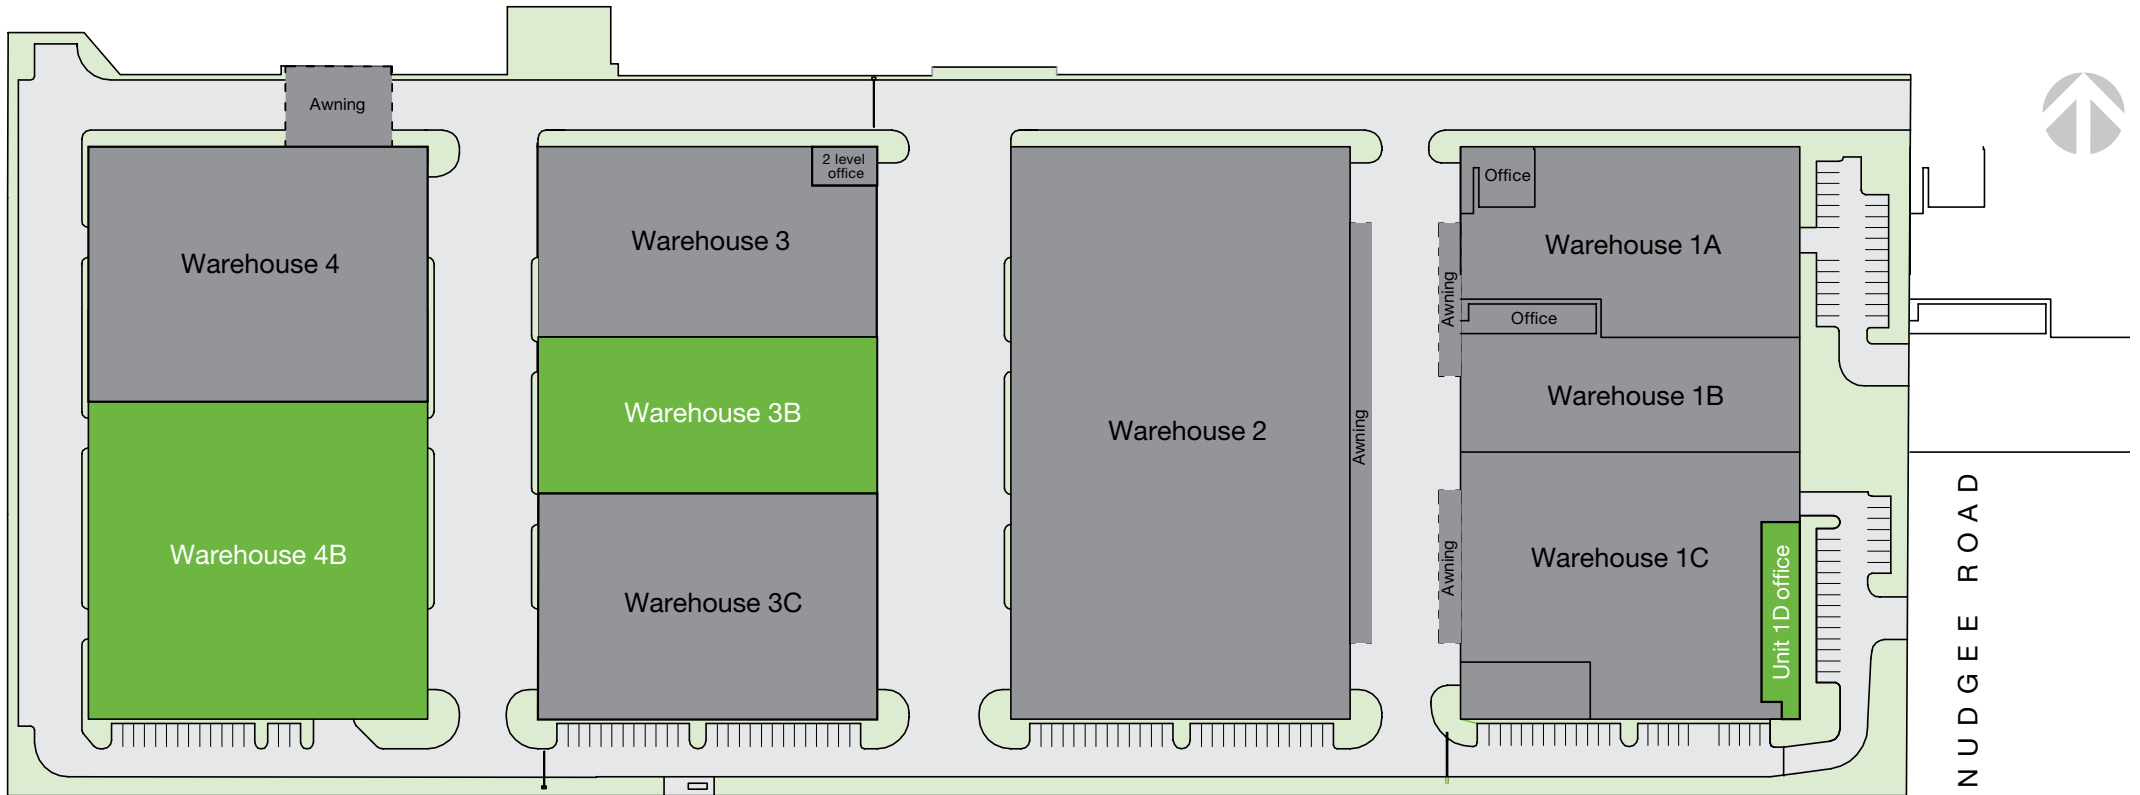 Awning
Warehouse 4
Warehouse 4B
2 level
office
Warehouse 3
Warehouse 3B
Warehouse 3C
Warehouse 2
Awning
Awning
Awning
Office
Warehouse 1A
Office
Warehouse 1B
Warehouse 1C
Unit 1D office
NUDGEE ROAD